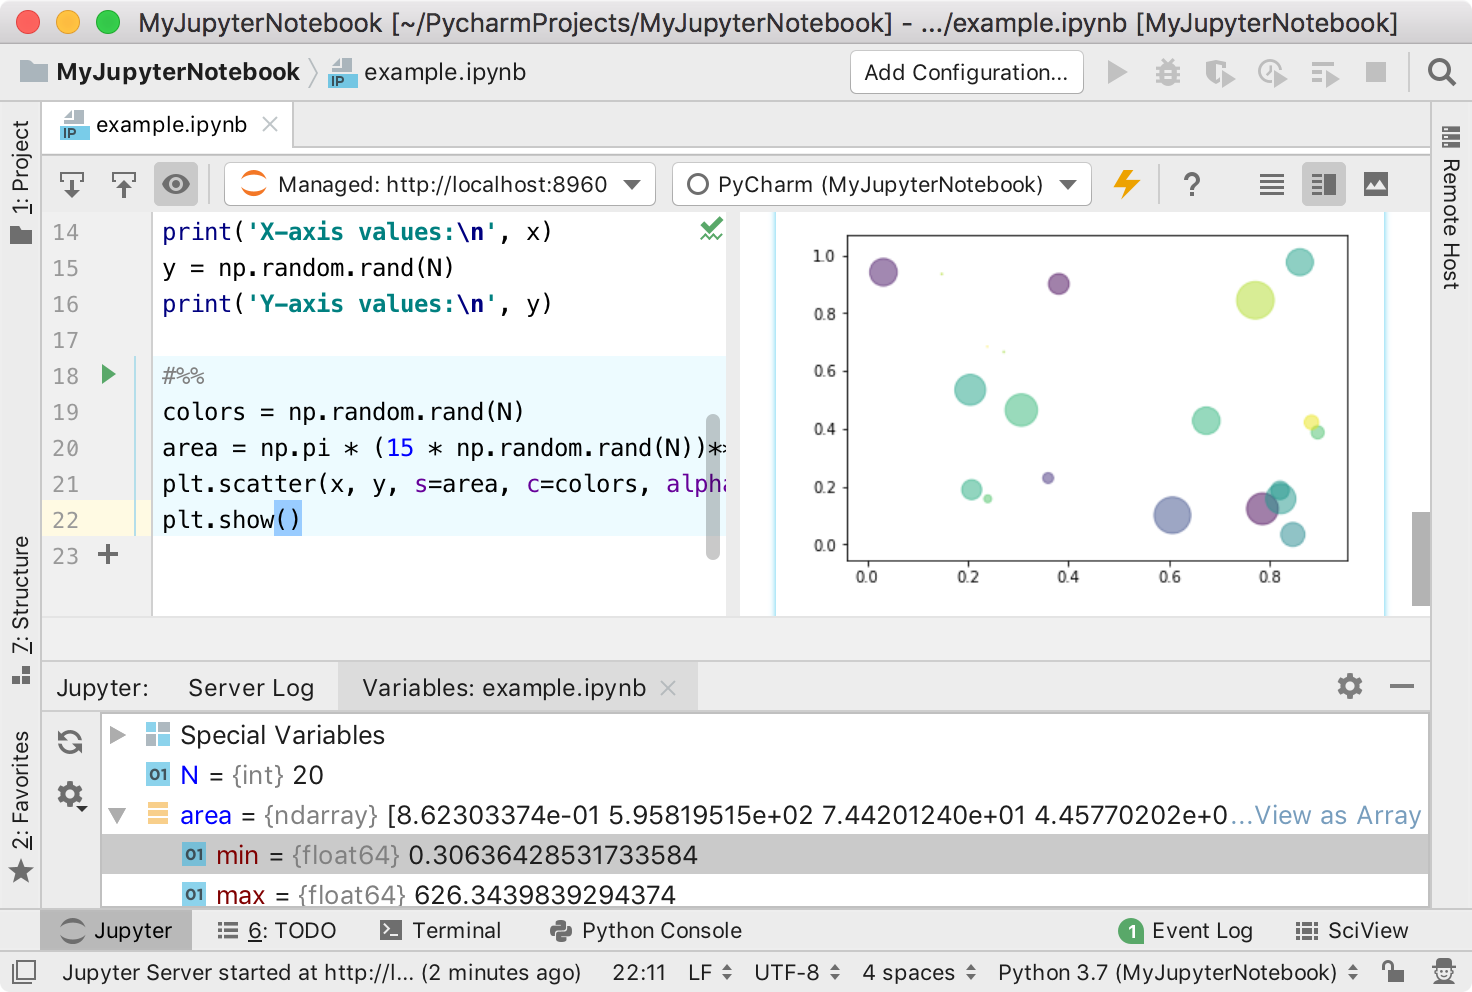 MyJupyterNotebook [~/PycharmProjects/MyJupyterNotebook] - .../example.ipynb [MyJupyterNotebook]
MyJupyterNotebook
IP
example.ipynb
Add Configuration...
IP
example.ipynb
1: Project
7: Structure
2: Favorites
Remote Host
Managed: http://localhost:8960
PyCharm (MyJupyterNotebook)
?
14 print('X-axis values:\n', x)
15 y = np.random.rand(N)
16 print('Y-axis values:\n', y)
17
18 #%%
19 colors = np.random.rand(N)
20 area = np.pi * (15 * np.random.rand(N))*
21 plt.scatter(x, y, s=area, c=colors, alpha
22 plt.show()
23
1.0
0.8
0.6
0.4
0.2
0.0
0.0 0.2 0.4 0.6 0.8
Jupyter: Server Log Variables: example.ipynb
Special Variables
01 N = {int} 20
area = {ndarray} [8.62303374e-01 5.95819515e+02 7.44201240e+01 4.45770202e+0...View as Array
01 min = {float64} 0.30636428531733584
01 max = {float64} 626.3439839294374
Jupyter 6: TODO Terminal Python Console 1 Event Log SciView
Jupyter Server started at http://l... (2 minutes ago) 22:11 LF UTF-8 4 spaces Python 3.7 (MyJupyterNotebook)